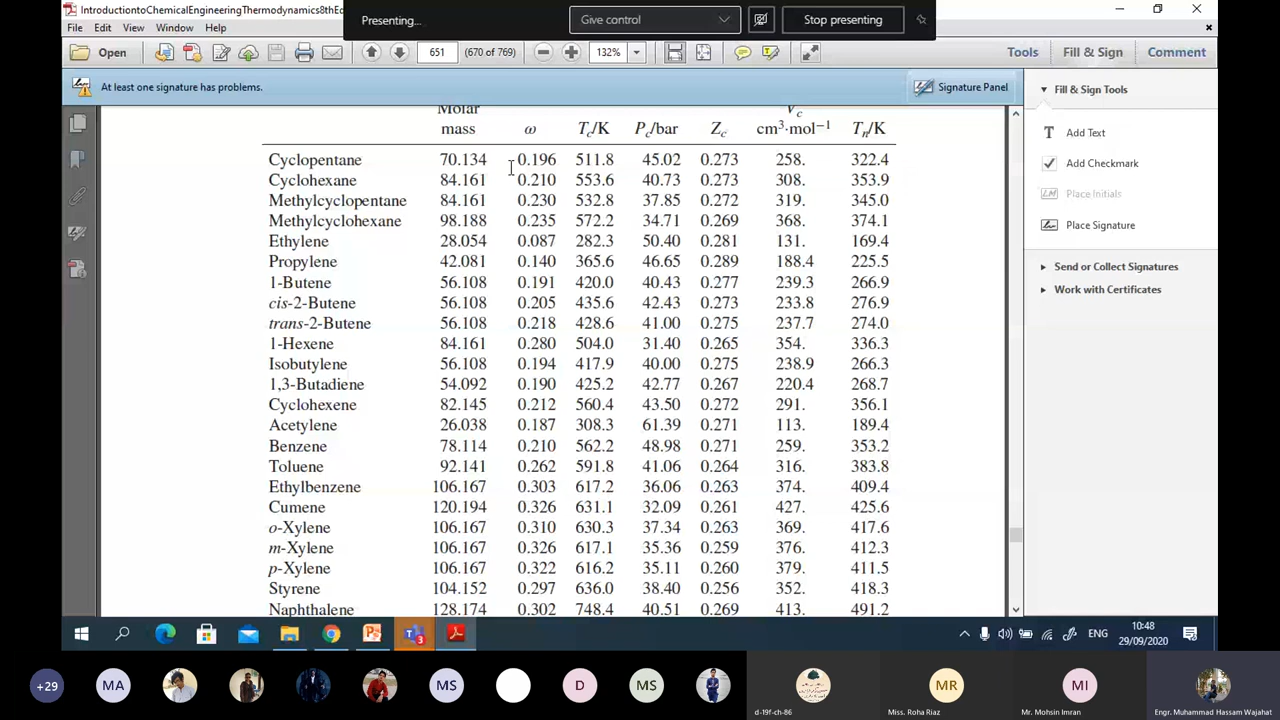 IntroductiontoChemicalEngineeringThermodynamics8thEd
Presenting...
Give control
Stop presenting
File Edit View Window Help
Open
651
(670 of 769)
132%
Tools
Fill & Sign
Comment
At least one signature has problems.
Signature Panel
Molar mass ω Tc/K Pc/bar Zc Vc cm³·mol⁻¹ Tn/K
Cyclopentane 70.134 0.196 511.8 45.02 0.273 258. 322.4
Cyclohexane 84.161 0.210 553.6 40.73 0.273 308. 353.9
Methylcyclopentane 84.161 0.230 532.8 37.85 0.272 319. 345.0
Methylcyclohexane 98.188 0.235 572.2 34.71 0.269 368. 374.1
Ethylene 28.054 0.087 282.3 50.40 0.281 131. 169.4
Propylene 42.081 0.140 365.6 46.65 0.289 188.4 225.5
1-Butene 56.108 0.191 420.0 40.43 0.277 239.3 266.9
cis-2-Butene 56.108 0.205 435.6 42.43 0.273 233.8 276.9
trans-2-Butene 56.108 0.218 428.6 41.00 0.275 237.7 274.0
1-Hexene 84.161 0.280 504.0 31.40 0.265 354. 336.3
Isobutylene 56.108 0.194 417.9 40.00 0.275 238.9 266.3
1,3-Butadiene 54.092 0.190 425.2 42.77 0.267 220.4 268.7
Cyclohexene 82.145 0.212 560.4 43.50 0.272 291. 356.1
Acetylene 26.038 0.187 308.3 61.39 0.271 113. 189.4
Benzene 78.114 0.210 562.2 48.98 0.271 259. 353.2
Toluene 92.141 0.262 591.8 41.06 0.264 316. 383.8
Ethylbenzene 106.167 0.303 617.2 36.06 0.263 374. 409.4
Cumene 120.194 0.326 631.1 32.09 0.261 427. 425.6
o-Xylene 106.167 0.310 630.3 37.34 0.263 369. 417.6
m-Xylene 106.167 0.326 617.1 35.36 0.259 376. 412.3
p-Xylene 106.167 0.322 616.2 35.11 0.260 379. 411.5
Styrene 104.152 0.297 636.0 38.40 0.256 352. 418.3
Naphthalene 128.174 0.302 748.4 40.51 0.269 413. 491.2
Fill & Sign Tools
Add Text
Add Checkmark
Place Initials
Place Signature
Send or Collect Signatures
Work with Certificates
3
ENG
10:48
29/09/2020
+29
MA
MS
D
MS
d-19f-ch-86
MR
Miss. Roha Riaz
MI
Mr. Mohsin Imran
Engr. Muhammad Hassam Wajahat